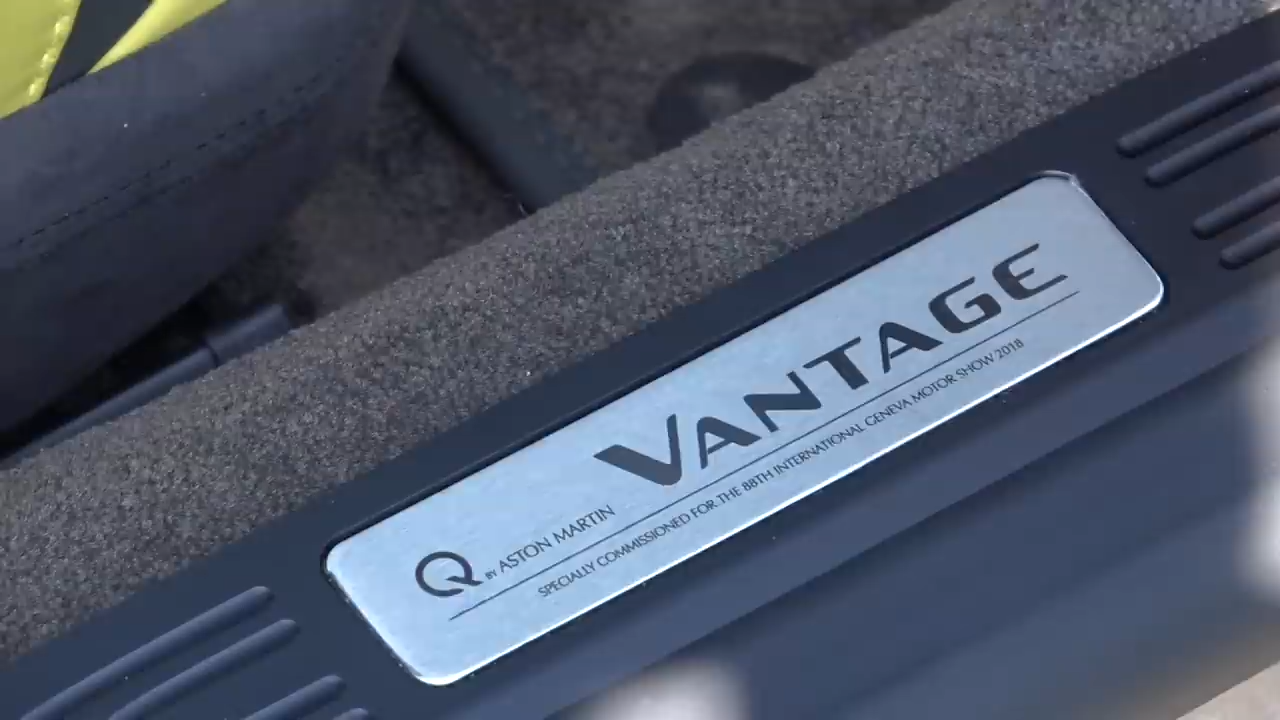 Q BY ASTON MARTIN VANTAGE
SPECIALLY COMMISSIONED FOR THE 88TH INTERNATIONAL GENEVA MOTOR SHOW 2018